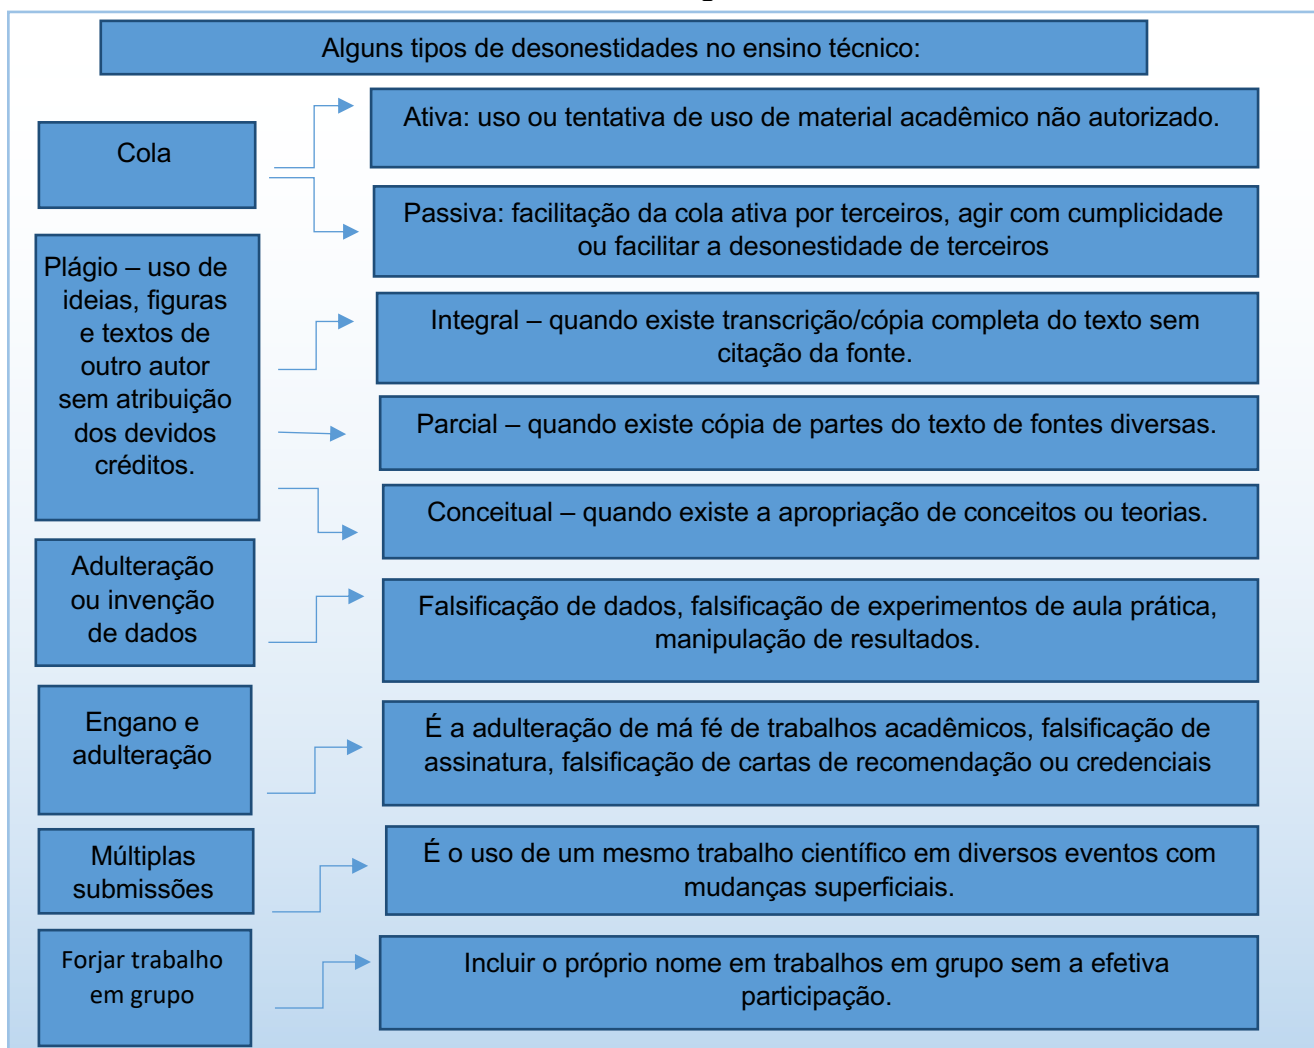 Alguns tipos de desonestidades no ensino técnico:
Cola
Ativa: uso ou tentativa de uso de material acadêmico não autorizado.
Passiva: facilitação da cola ativa por terceiros, agir com cumplicidade
ou facilitar a desonestidade de terceiros
Plágio – uso de
ideias, figuras
e textos de
outro autor
sem atribuição
dos devidos
créditos.
Integral – quando existe transcrição/cópia completa do texto sem
citação da fonte.
Parcial – quando existe cópia de partes do texto de fontes diversas.
Conceitual – quando existe a apropriação de conceitos ou teorias.
Adulteração
ou invenção
de dados
Falsificação de dados, falsificação de experimentos de aula prática,
manipulação de resultados.
Engano e
adulteração
É a adulteração de má fé de trabalhos acadêmicos, falsificação de
assinatura, falsificação de cartas de recomendação ou credenciais
Múltiplas
submissões
É o uso de um mesmo trabalho científico em diversos eventos com
mudanças superficiais.
Forjar trabalho
em grupo
Incluir o próprio nome em trabalhos em grupo sem a efetiva
participação.